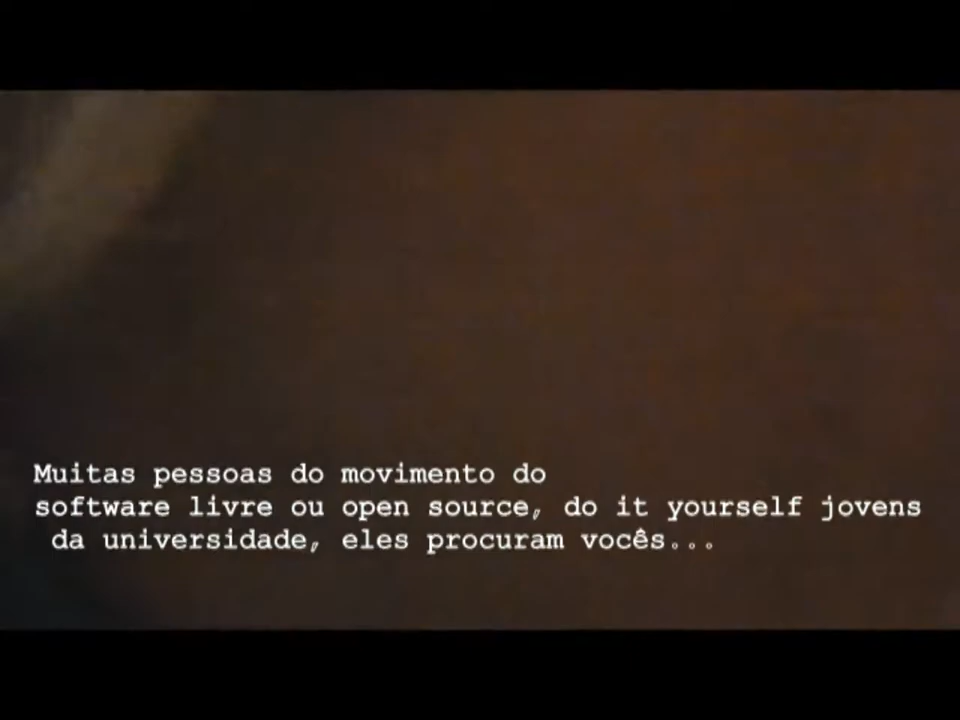 Muitas pessoas do movimento do
software livre ou open source, do it yourself jovens
da universidade, eles procuram vocês...